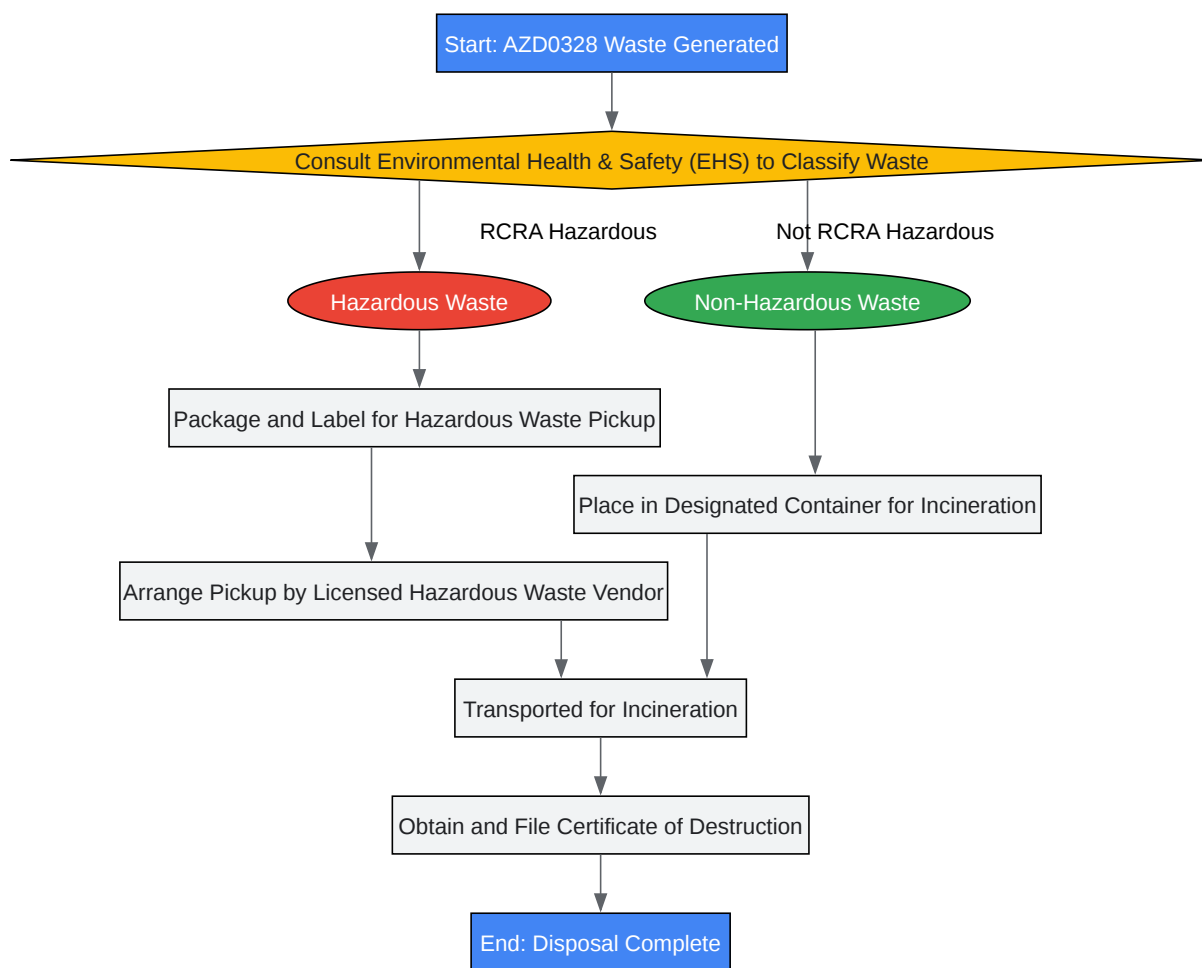 Start: AZD0328 Waste Generated
Consult Environmental Health & Safety (EHS) to Classify Waste
RCRA Hazardous
Not RCRA Hazardous
Hazardous Waste
Non-Hazardous Waste
Package and Label for Hazardous Waste Pickup
Place in Designated Container for Incineration
Arrange Pickup by Licensed Hazardous Waste Vendor
Transported for Incineration
Obtain and File Certificate of Destruction
End: Disposal Complete